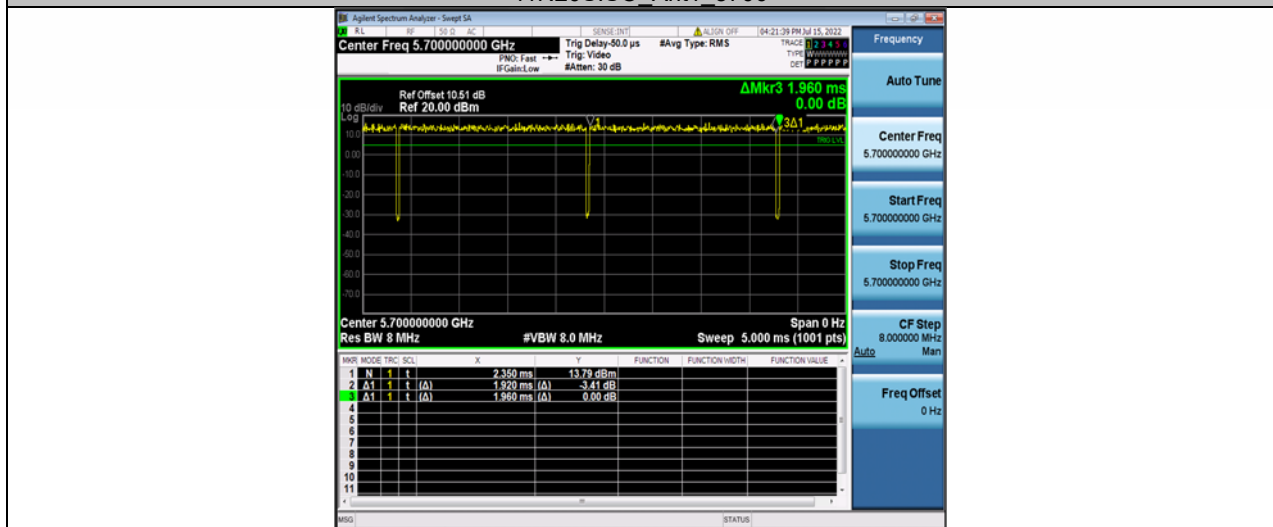 Agilent Spectrum Analyzer - Swept SA
RL RF 50 Ω AC SENSE:INT ALIGN OFF 04:21:39 PM Jul 15, 2022
Center Freq 5.700000000 GHz
PNO: Fast
IFGain:Low
Trig Delay-50.0 µs
Trig: Video
#Atten: 30 dB
#Avg Type: RMS
TRACE 1 2 3 4 5 6
TYPE WWWWWW
DET P P P P P P
ΔMkr3 1.960 ms
0.00 dB
Ref Offset 10.51 dB
10 dB/div Ref 20.00 dBm
Log
10.0
0.00
-10.0
-20.0
-30.0
-40.0
-50.0
-60.0
-70.0
1
3Δ1
TRIG LVL
Center 5.700000000 GHz Span 0 Hz
Res BW 8 MHz #VBW 8.0 MHz Sweep 5.000 ms (1001 pts)
MKR MODE TRC SCL X Y FUNCTION FUNCTION WIDTH FUNCTION VALUE
1 N 1 t 2.350 ms 13.79 dBm
2 Δ1 1 t (Δ) 1.920 ms (Δ) -3.41 dB
3 Δ1 1 t (Δ) 1.960 ms (Δ) 0.00 dB
4
5
6
7
8
9
10
11
MSG STATUS
Frequency
Auto Tune
Center Freq
5.700000000 GHz
Start Freq
5.700000000 GHz
Stop Freq
5.700000000 GHz
CF Step
8.000000 MHz
Auto Man
Freq Offset
0 Hz